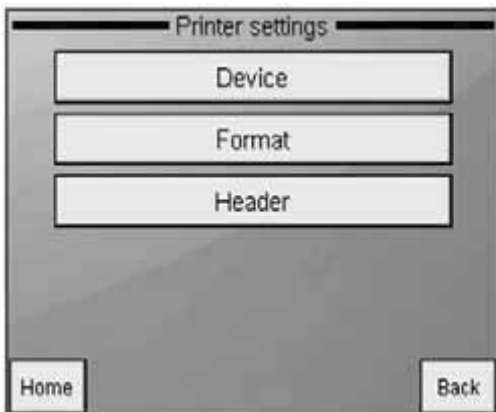 Printer settings
Device
Format
Header
Home Back